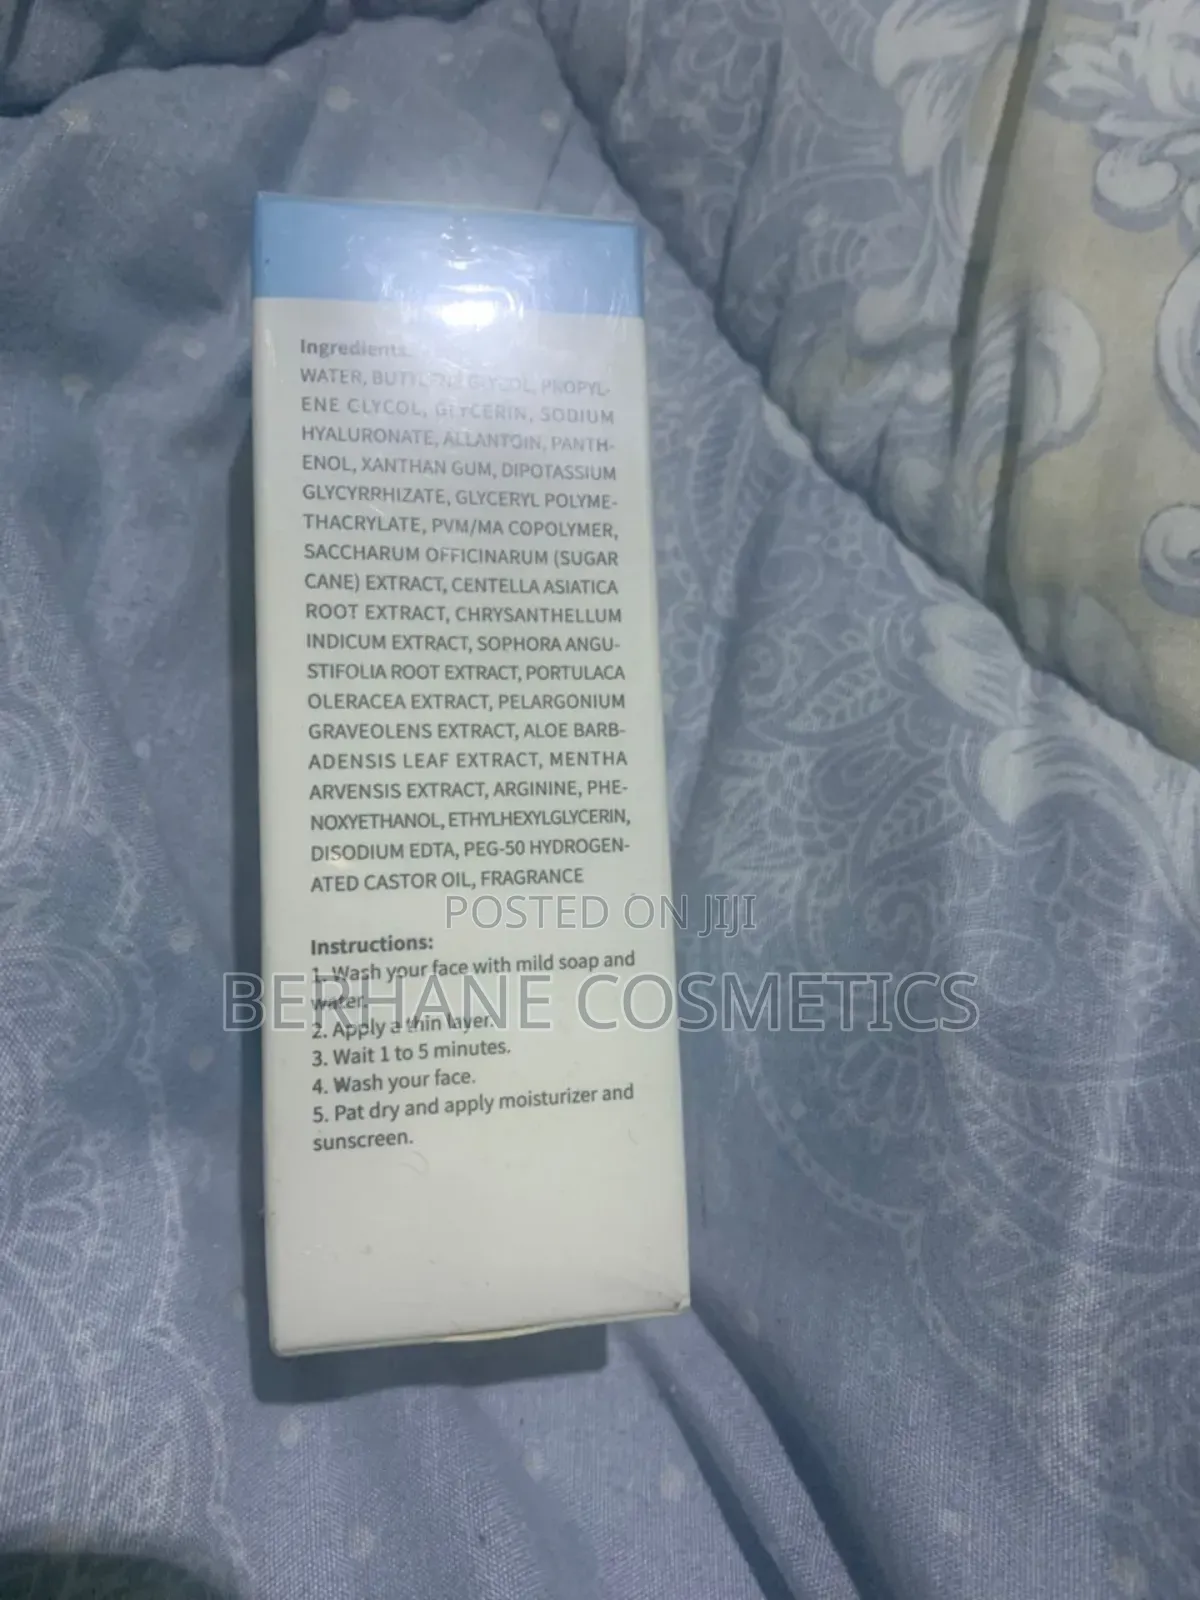 Ingredients:
WATER, BUTYLENE GLYCOL, PROPYL-
ENE GLYCOL, GLYCERIN, SODIUM
HYALURONATE, ALLANTOIN, PANTH-
ENOL, XANTHAN GUM, DIPOTASSIUM
GLYCYRRHIZATE, GLYCERYL POLYME-
THACRYLATE, PVM/MA COPOLYMER,
SACCHARUM OFFICINARUM (SUGAR
CANE) EXTRACT, CENTELLA ASIATICA
ROOT EXTRACT, CHRYSANTHELLUM
INDICUM EXTRACT, SOPHORA ANGU-
STIFOLIA ROOT EXTRACT, PORTULACA
OLERACEA EXTRACT, PELARGONIUM
GRAVEOLENS EXTRACT, ALOE BARB-
ADENSIS LEAF EXTRACT, MENTHA
ARVENSIS EXTRACT, ARGININE, PHE-
NOXYETHANOL, ETHYLHEXYLGLYCERIN,
DISODIUM EDTA, PEG-50 HYDROGEN-
ATED CASTOR OIL, FRAGRANCE
POSTED ON JIJI
Instructions:
1. Wash your face with mild soap and
water.
BERHANE COSMETICS
2. Apply a thin layer.
3. Wait 1 to 5 minutes.
4. Wash your face.
5. Pat dry and apply moisturizer and
sunscreen.